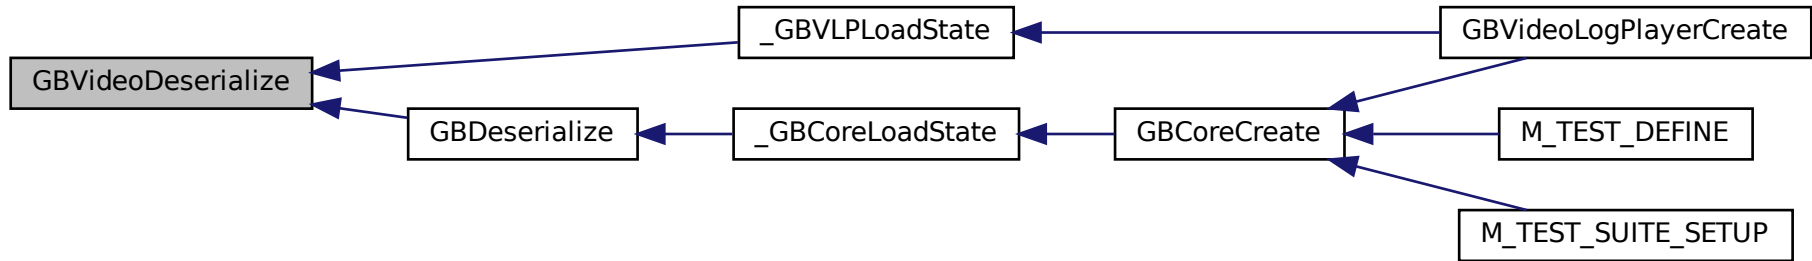 _GBVLPLoadState
GBVideoLogPlayerCreate
GBVideoDeserialize
GBDeserialize
_GBCoreLoadState
GBCoreCreate
M_TEST_DEFINE
M_TEST_SUITE_SETUP